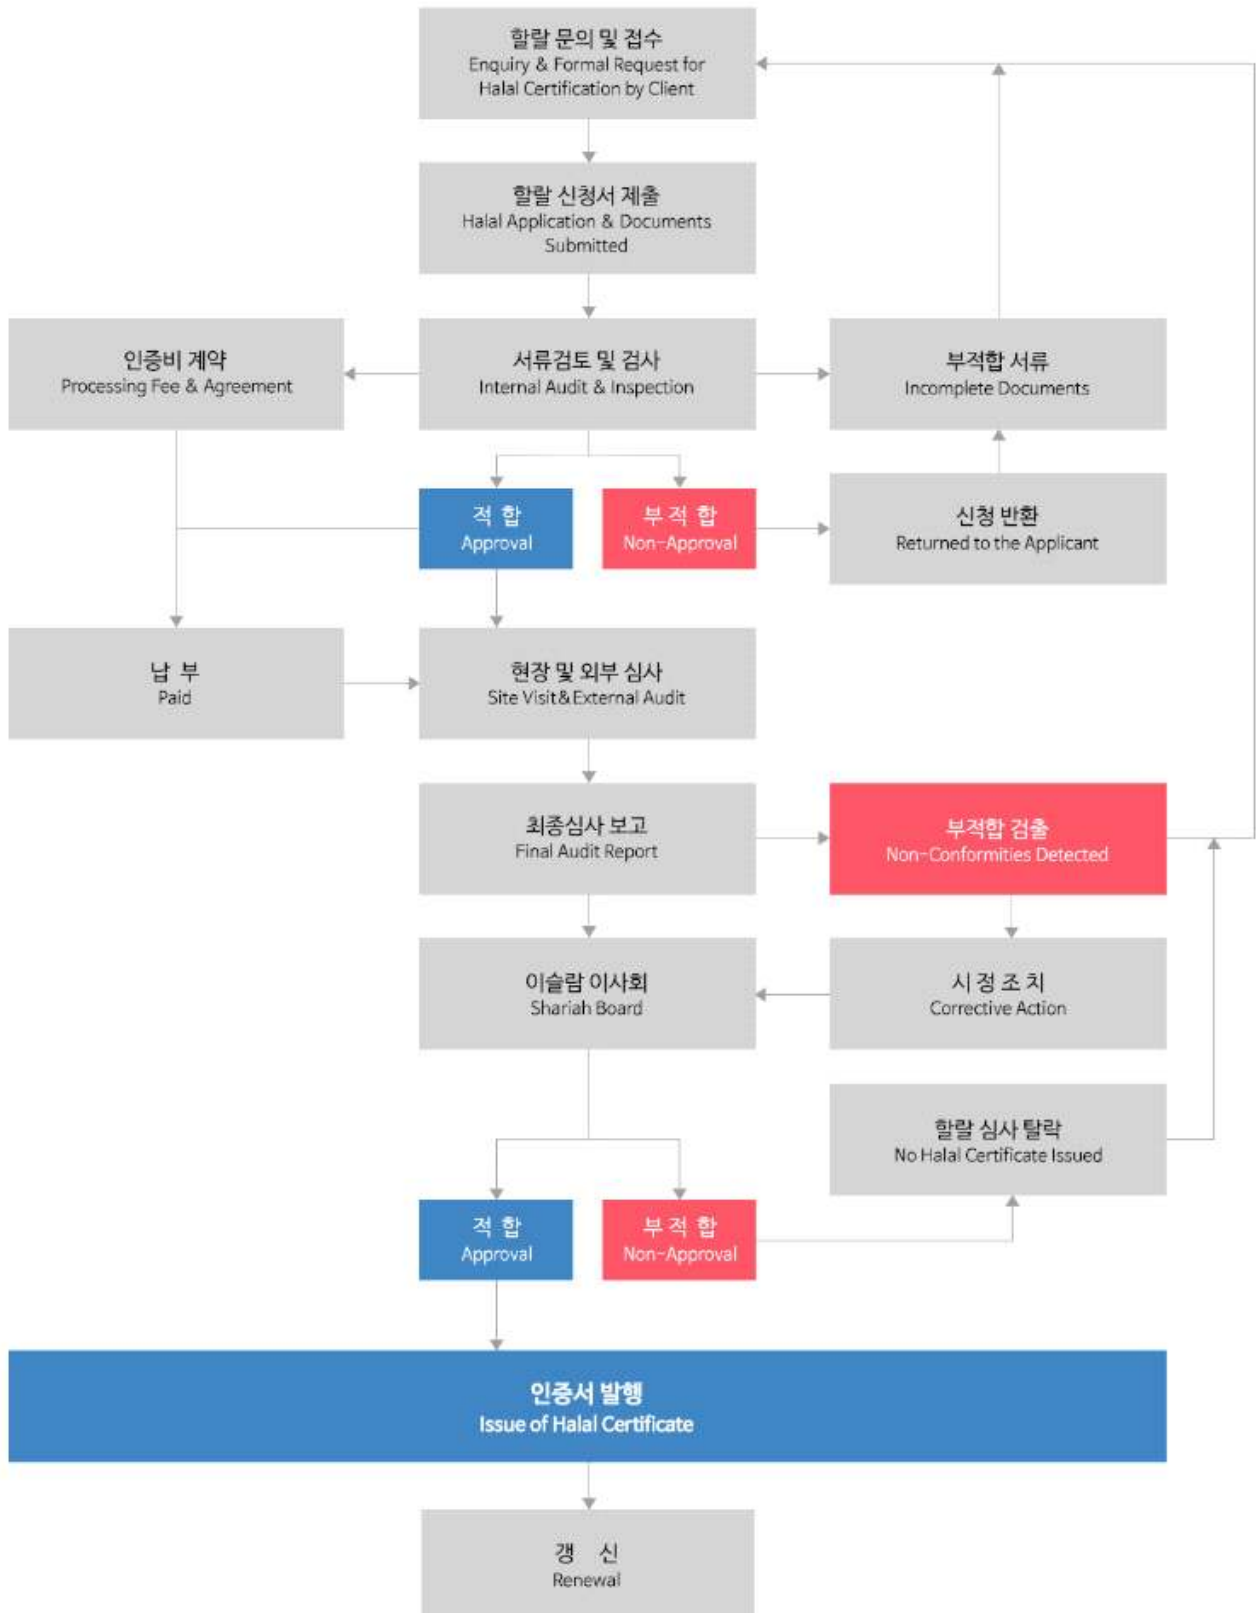 할랄 문의 및 접수
Enquiry & Formal Request for
Halal Certification by Client
할랄 신청서 제출
Halal Application & Documents
Submitted
인증비 계약
Processing Fee & Agreement
서류검토 및 검사
Internal Audit & Inspection
부적합 서류
Incomplete Documents
적 합
Approval
부 적 합
Non-Approval
신청 반환
Returned to the Applicant
납 부
Paid
현장 및 외부 심사
Site Visit&External Audit
최종심사 보고
Final Audit Report
부적합 검출
Non-Conformities Detected
이슬람 이사회
Shariah Board
시 정 조 치
Corrective Action
할랄 심사 탈락
No Halal Certificate Issued
적 합
Approval
부 적 합
Non-Approval
인증서 발행
Issue of Halal Certificate
갱 신
Renewal